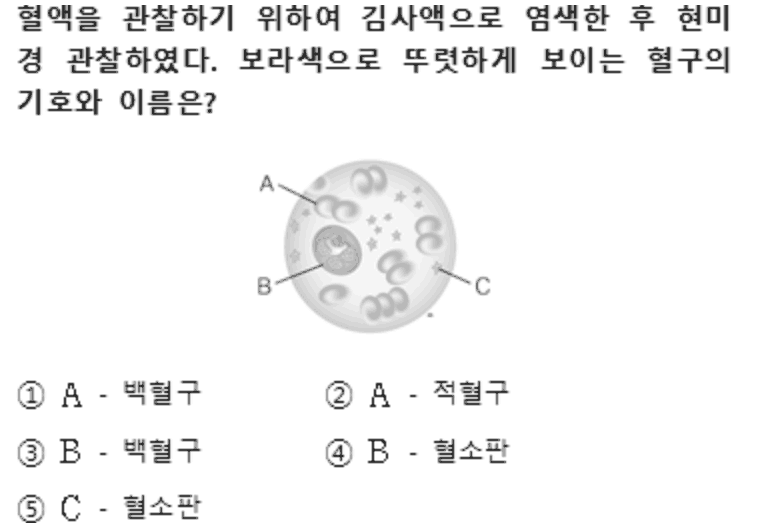 혈액을 관찰하기 위하여 김사액으로 염색한 후 현미
경 관찰하였다. 보라색으로 뚜렷하게 보이는 혈구의
기호와 이름은?
A
B
C
① A - 백혈구 ② A - 적혈구
③ B - 백혈구 ④ B - 혈소판
⑤ C - 혈소판